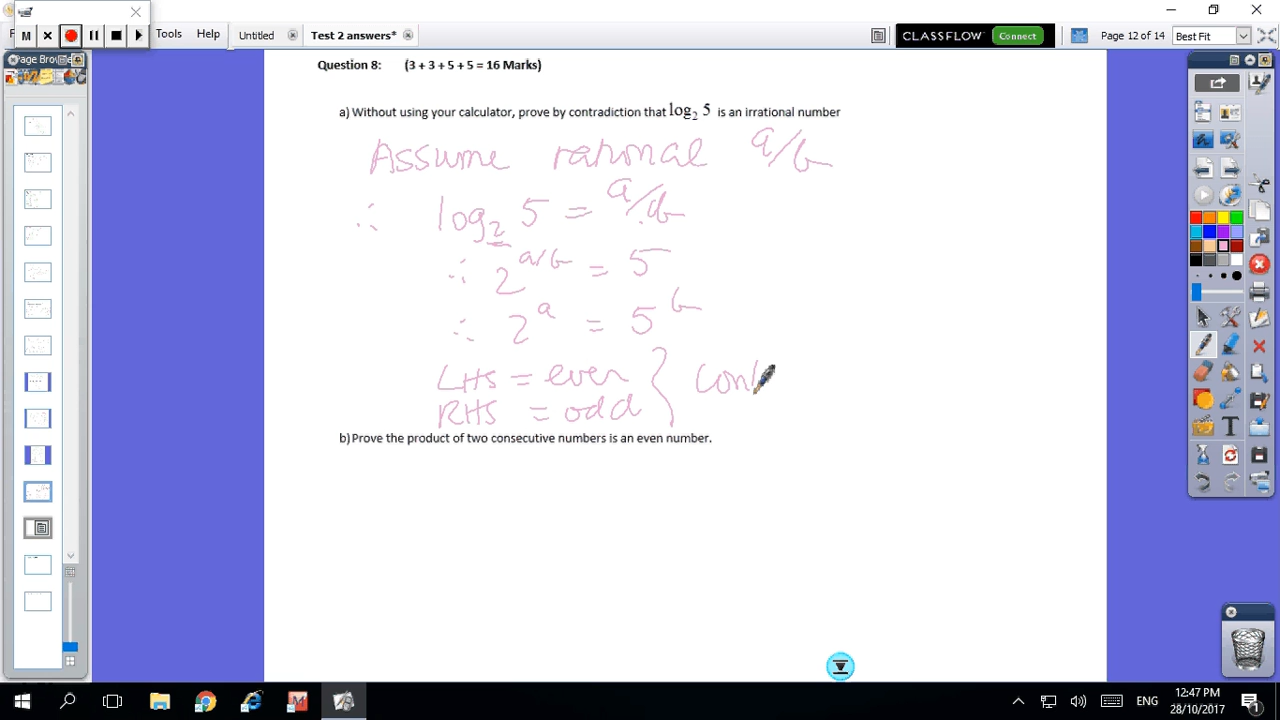 M
Tools Help Untitled Test 2 answers* CLASSFLOW Connect Page 12 of 14 Best Fit
Page Brow
Question 8: (3 + 3 + 5 + 5 = 16 Marks)
a) Without using your calculator, prove by contradiction that log₂ 5 is an irrational number
Assume rational a/b
∴ log₂ 5 = a/b
∴ 2^(a/b) = 5
∴ 2^a = 5^b
LHS = even } cont
RHS = odd
b) Prove the product of two consecutive numbers is an even number.
T
ENG 12:47 PM
28/10/2017